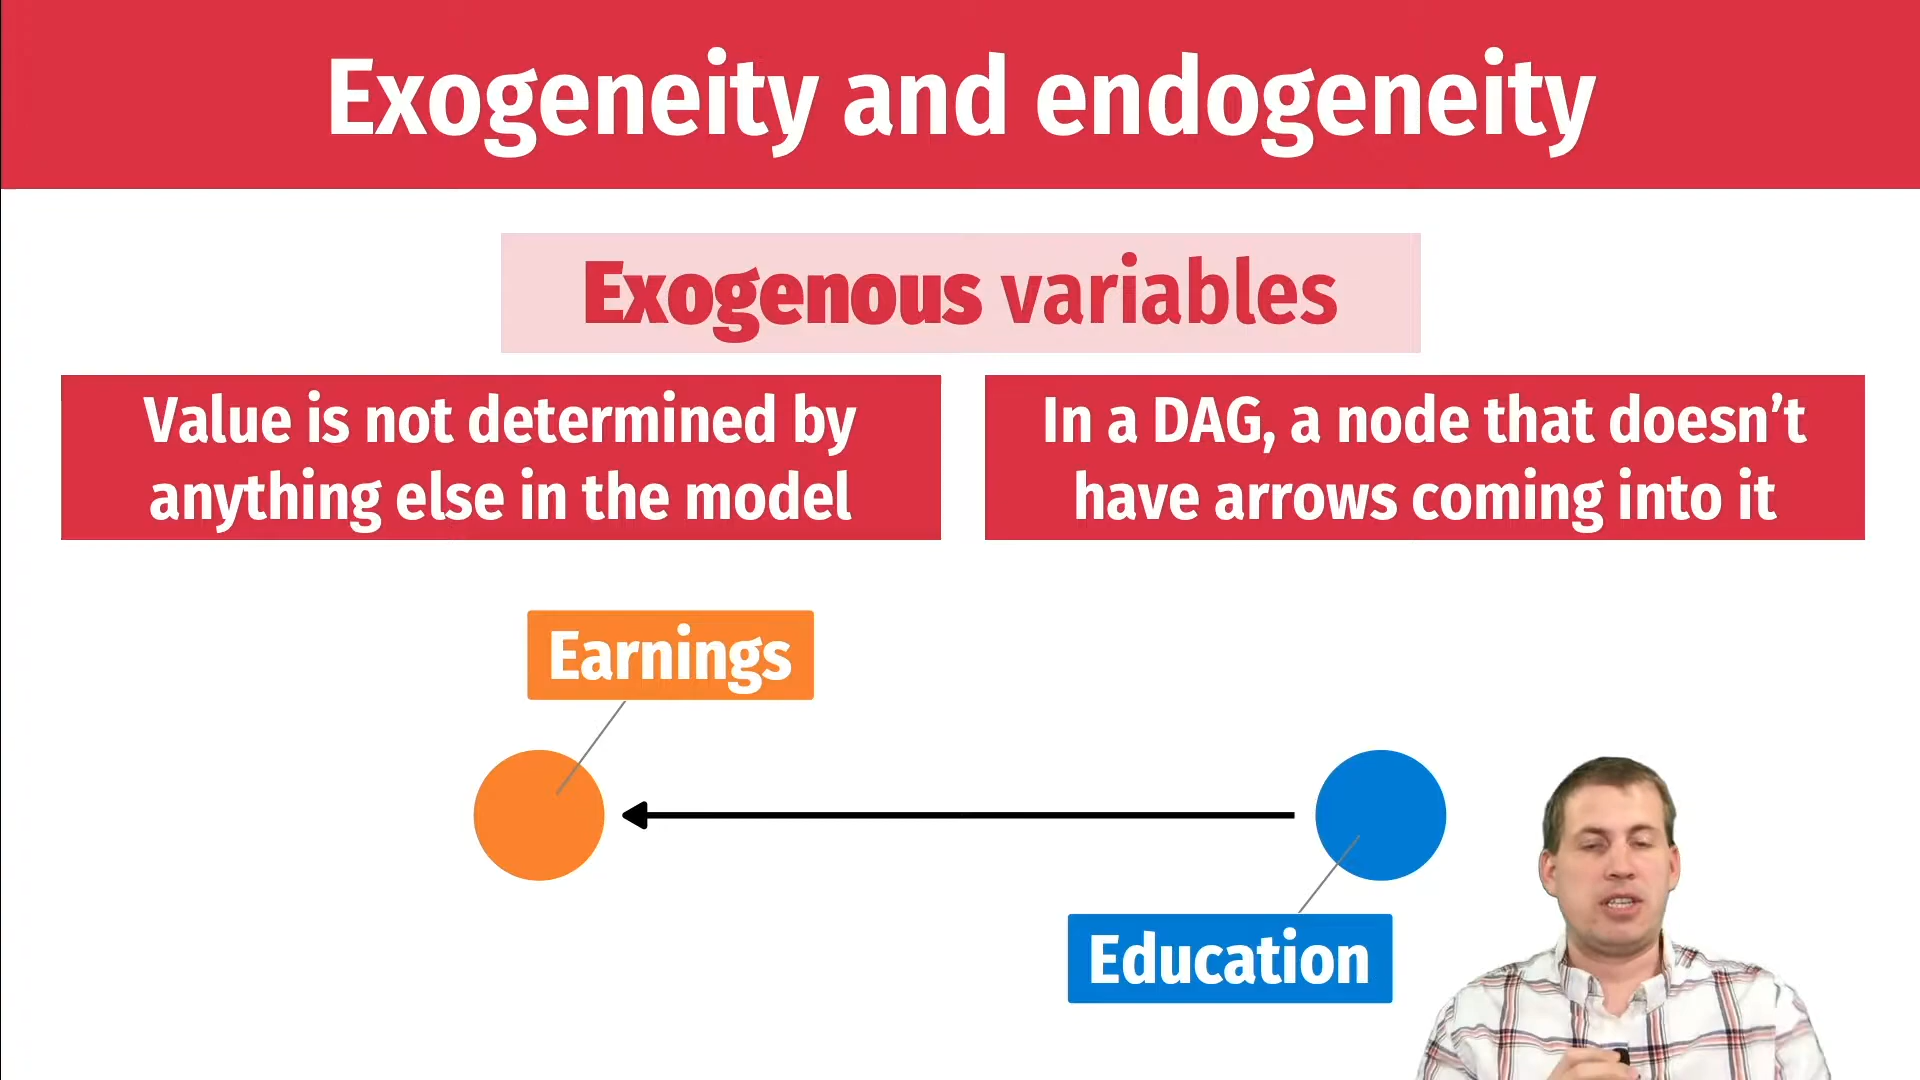 Exogeneity and endogeneity
Exogenous variables
Value is not determined by
anything else in the model
In a DAG, a node that doesn’t
have arrows coming into it
Earnings
Education